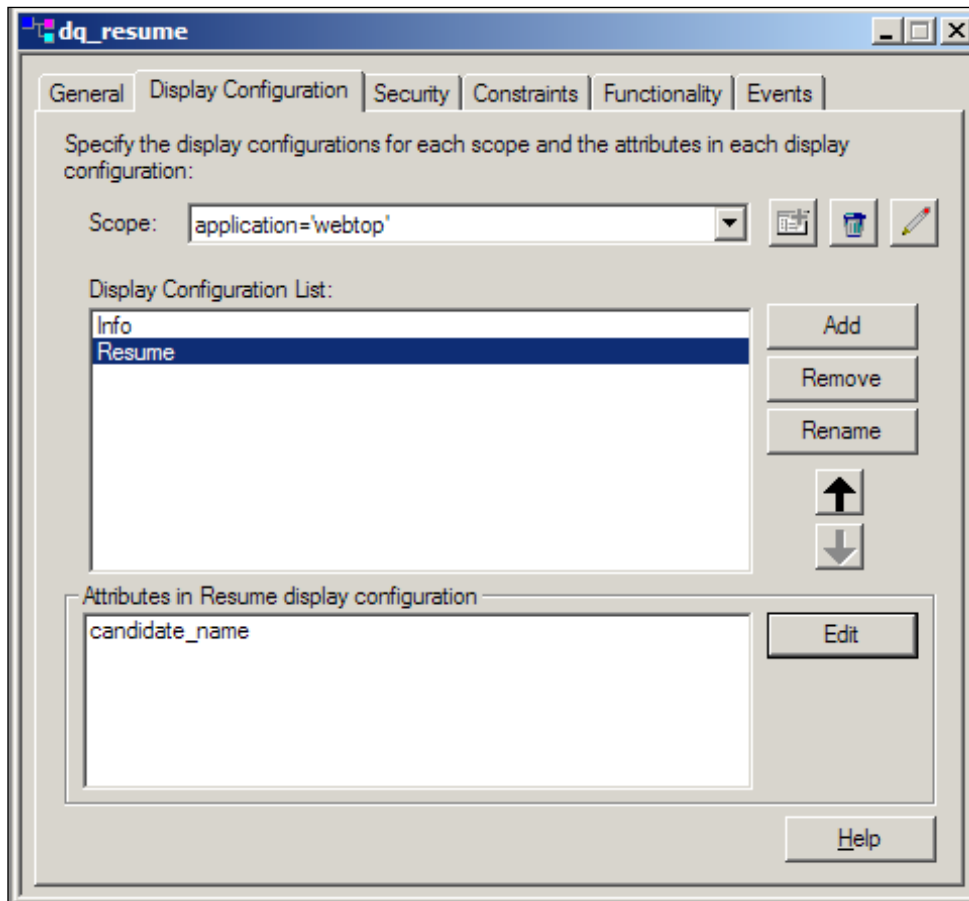 dq_resume
General Display Configuration Security Constraints Functionality Events
Specify the display configurations for each scope and the attributes in each display
configuration:
Scope: application='webtop'
Display Configuration List:
Info
Resume
Add
Remove
Rename
Attributes in Resume display configuration
candidate_name
Edit
Help